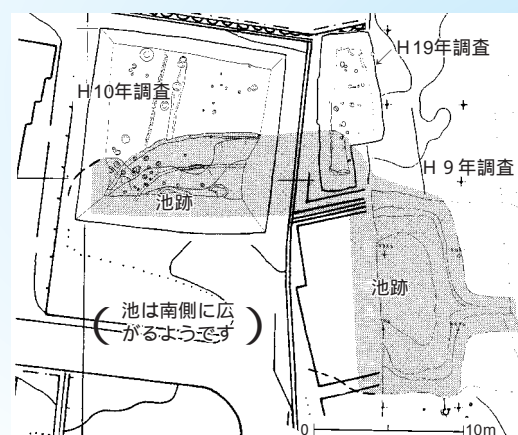 H19年調査
H10年調査
H 9年調査
池跡
池跡
(池は南側に広
がるようです)
0 10m